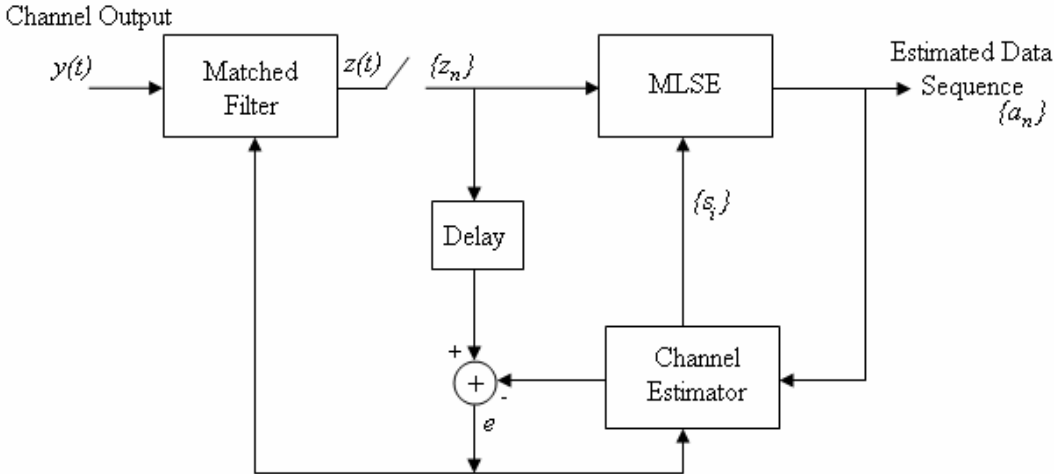 Channel Output
y(t)
Matched
Filter
z(t)
{z_n}
MLSE
Estimated Data
Sequence
{a_n}
{s_i}
Delay
+
+
-
Channel
Estimator
e